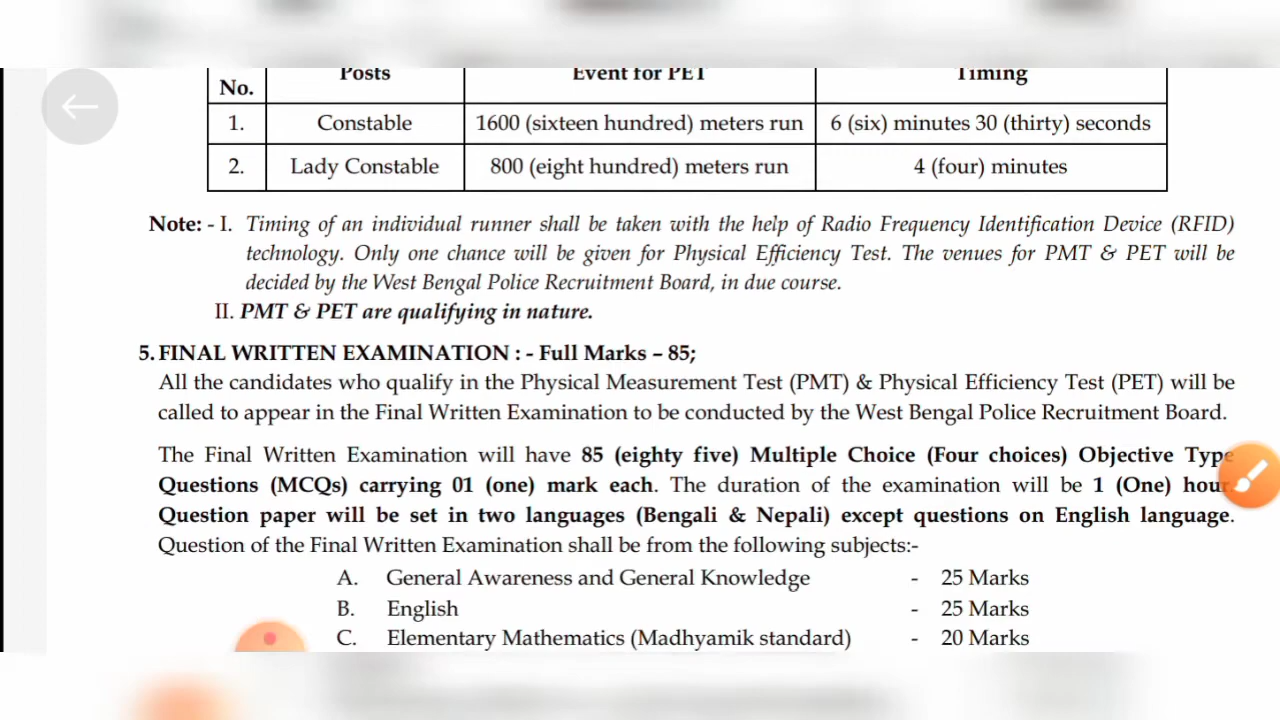 No. Posts Event for PET Timing
1. Constable 1600 (sixteen hundred) meters run 6 (six) minutes 30 (thirty) seconds
2. Lady Constable 800 (eight hundred) meters run 4 (four) minutes
Note: - I. Timing of an individual runner shall be taken with the help of Radio Frequency Identification Device (RFID)
technology. Only one chance will be given for Physical Efficiency Test. The venues for PMT & PET will be
decided by the West Bengal Police Recruitment Board, in due course.
II. PMT & PET are qualifying in nature.
5. FINAL WRITTEN EXAMINATION : - Full Marks – 85;
All the candidates who qualify in the Physical Measurement Test (PMT) & Physical Efficiency Test (PET) will be
called to appear in the Final Written Examination to be conducted by the West Bengal Police Recruitment Board.
The Final Written Examination will have 85 (eighty five) Multiple Choice (Four choices) Objective Type
Questions (MCQs) carrying 01 (one) mark each. The duration of the examination will be 1 (One) hour.
Question paper will be set in two languages (Bengali & Nepali) except questions on English language.
Question of the Final Written Examination shall be from the following subjects:-
A. General Awareness and General Knowledge - 25 Marks
B. English - 25 Marks
C. Elementary Mathematics (Madhyamik standard) - 20 Marks